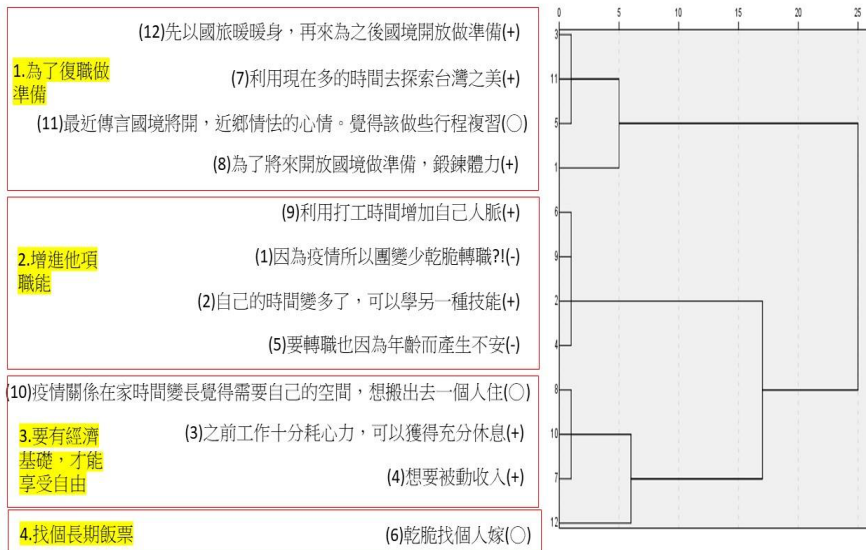 (12)先以國旅暖暖身，再來為之後國境開放做準備(+)
1.為了復職做
準備
(7)利用現在多的時間去探索台灣之美(+)
(11)最近傳言國境將開，近鄉情怯的心情。覺得該做些行程複習(○)
(8)為了將來開放國境做準備，鍛鍊體力(+)
(9)利用打工時間增加自己人脈(+)
2.增進他項
職能
(1)因為疫情所以團變少乾脆轉職?!(-)
(2)自己的時間變多了，可以學另一種技能(+)
(5)要轉職也因為年齡而產生不安(-)
(10)疫情關係在家時間變長覺得需要自己的空間，想搬出去一個人住(○)
3.要有經濟
基礎，才能
享受自由
(3)之前工作十分耗心力，可以獲得充分休息(+)
(4)想要被動收入(+)
4.找個長期飯票
(6)乾脆找個人嫁(○)
0 5 10 15 20 25
3
11
5
1
6
9
2
4
8
10
7
12